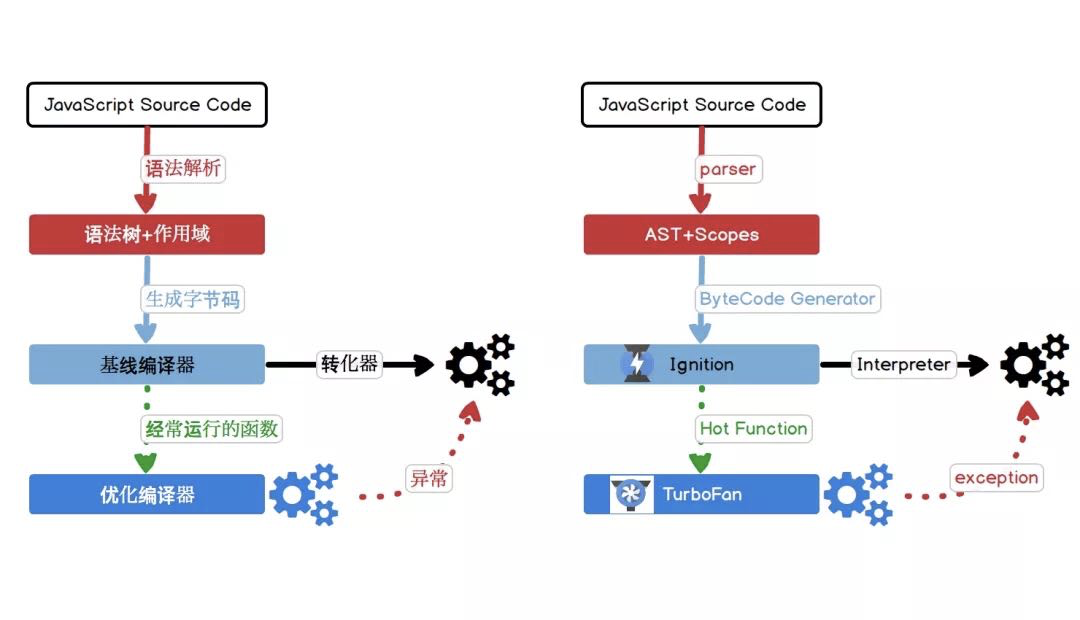 JavaScript Source Code
语法解析
语法树+作用域
生成字节码
基线编译器
转化器
经常运行的函数
优化编译器
异常
JavaScript Source Code
parser
AST+Scopes
ByteCode Generator
Ignition
Interpreter
Hot Function
TurboFan
exception